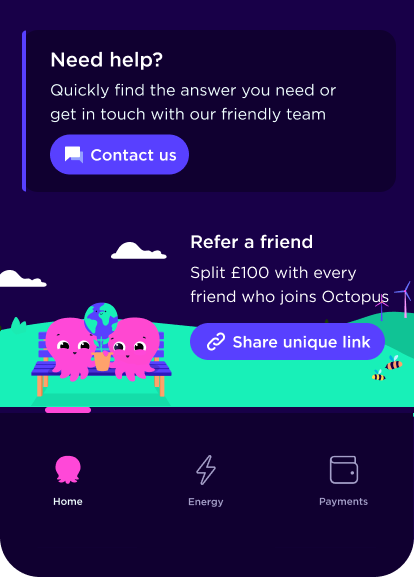 Need help?
Quickly find the answer you need or
get in touch with our friendly team
Contact us
Refer a friend
Split £100 with every
friend who joins Octopus
Share unique link
Home
Energy
Payments